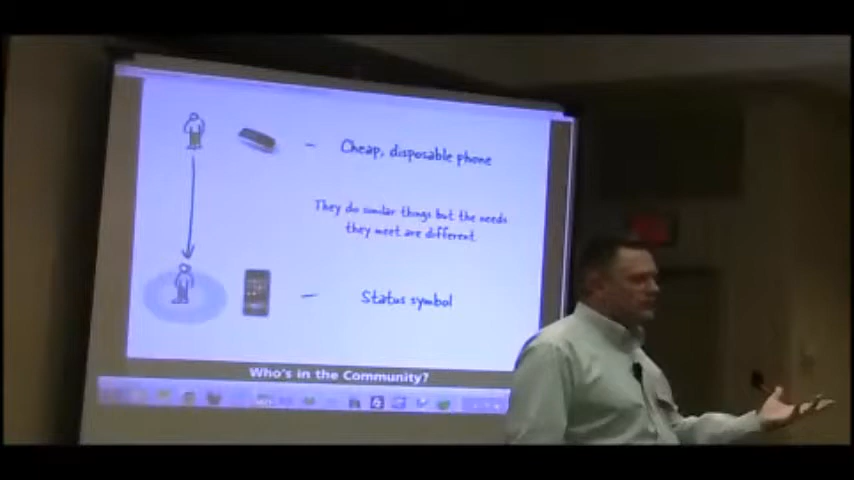 – Cheap, disposable phone
They do similar things but the needs
they meet are different.
– Status symbol
Who's in the Community?